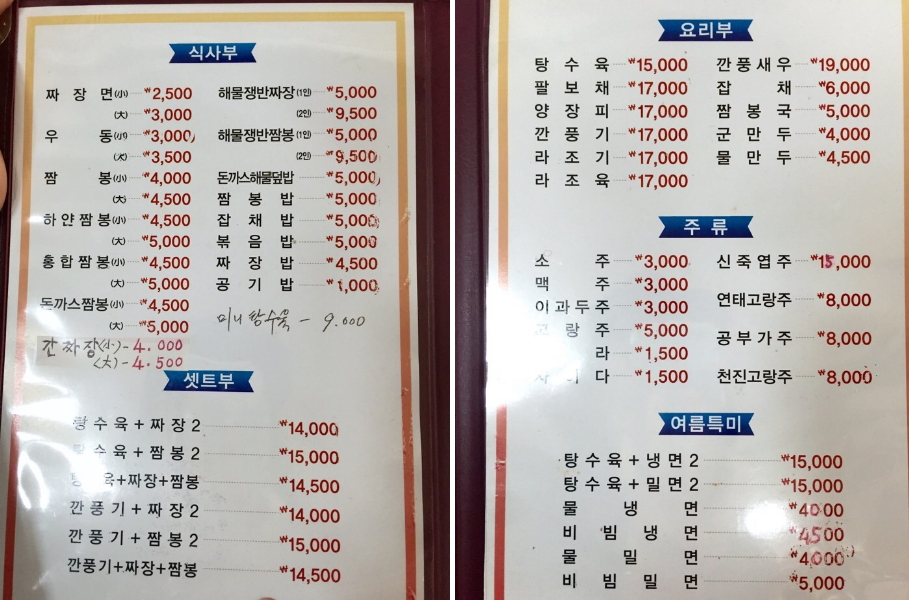 식사부
짜 장 면(小) ₩2,500
(大) ₩3,000
우 동(小) ₩3,000
(大) ₩3,500
짬 봉(小) ₩4,000
(大) ₩4,500
하얀짬봉(小) ₩4,500
(大) ₩5,000
홍합짬봉(小) ₩4,500
(大) ₩5,000
돈까스짬봉(小) ₩4,500
(大) ₩5,000
간짜장(小) - 4.000
(大) - 4.500
해물쟁반짜장(1인) ₩5,000
(2인) ₩9,500
해물쟁반짬봉(1인) ₩5,000
(2인) ₩9,500
돈까스해물덮밥 ₩5,000
짬 봉 밥 ₩5,000
잡 채 밥 ₩5,000
볶 음 밥 ₩5,000
짜 장 밥 ₩4,500
공 기 밥 ₩1,000
미니탕수육 - 9.000
셋트부
탕 수 육 + 짜 장 2 ₩14,000
탕 수 육 + 짬 봉 2 ₩15,000
탕수육+짜장+짬봉 ₩14,500
깐 풍 기 + 짜 장 2 ₩14,000
깐 풍 기 + 짬 봉 2 ₩15,000
깐풍기+짜장+짬봉 ₩14,500
요리부
탕 수 육 ₩15,000
팔 보 채 ₩17,000
양 장 피 ₩17,000
깐 풍 기 ₩17,000
라 조 기 ₩17,000
라 조 육 ₩17,000
깐 풍 새 우 ₩19,000
잡 채 ₩6,000
짬 봉 국 ₩5,000
군 만 두 ₩4,000
물 만 두 ₩4,500
주 류
소 주 ₩3,000
맥 주 ₩3,000
이 과 두 주 ₩3,000
고 량 주 ₩5,000
라 ₩1,500
사 이 다 ₩1,500
신 죽 엽 주 ₩15,000
연태고량주 ₩8,000
공 부 가 주 ₩8,000
천진고량주 ₩8,000
여름특미
탕 수 육 + 냉 면 2 ₩15,000
탕 수 육 + 밀 면 2 ₩15,000
물 냉 면 ₩4000
비 빔 냉 면 ₩4500
물 밀 면 ₩4,000
비 빔 밀 면 ₩5,000